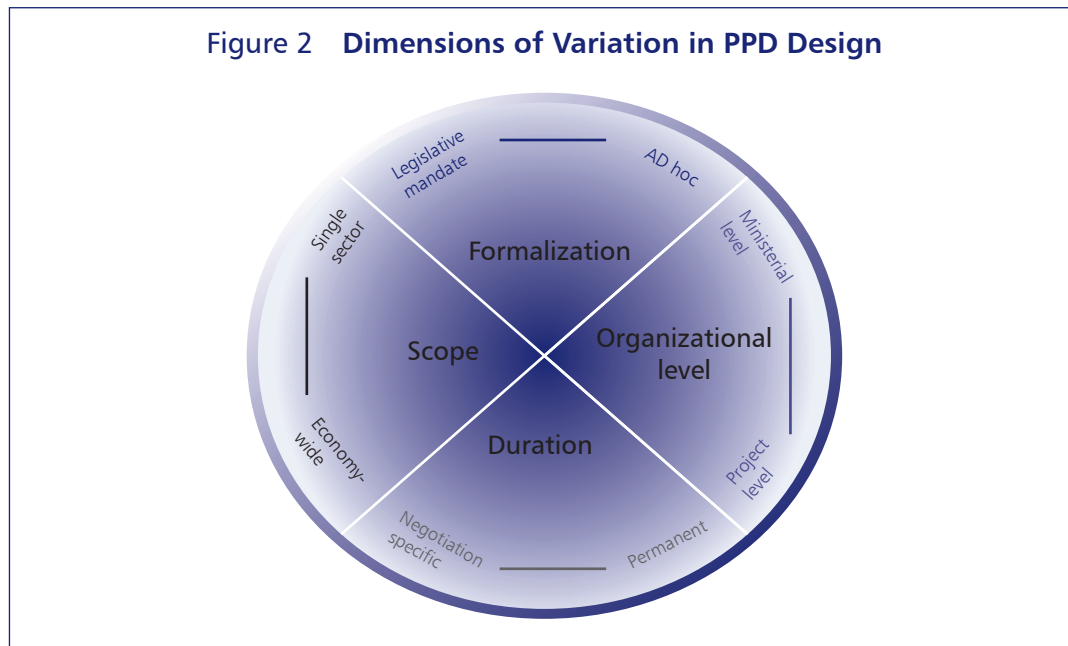 Figure 2 Dimensions of Variation in PPD Design
Legislative
mandate
AD hoc
Formalization
Single
sector
Economy-
wide
Scope
Ministerial
level
Project
level
Organizational
level
Duration
Negotiation
specific
Permanent